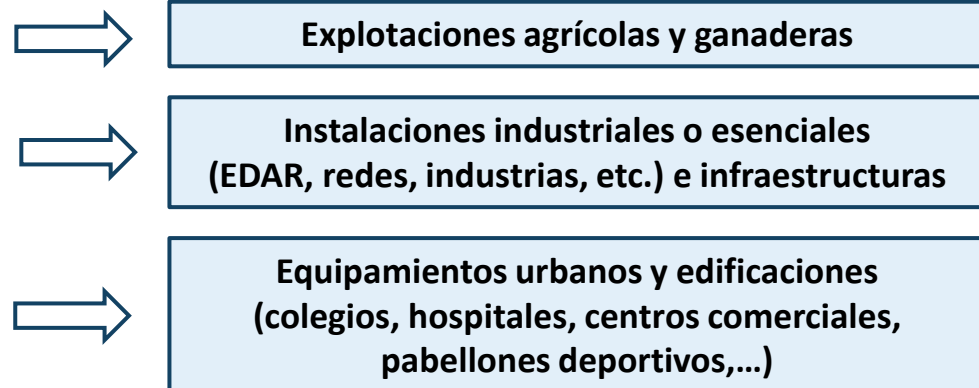 Explotaciones agrícolas y ganaderas
Instalaciones industriales o esenciales
(EDAR, redes, industrias, etc.) e infraestructuras
Equipamientos urbanos y edificaciones
(colegios, hospitales, centros comerciales,
pabellones deportivos,…)